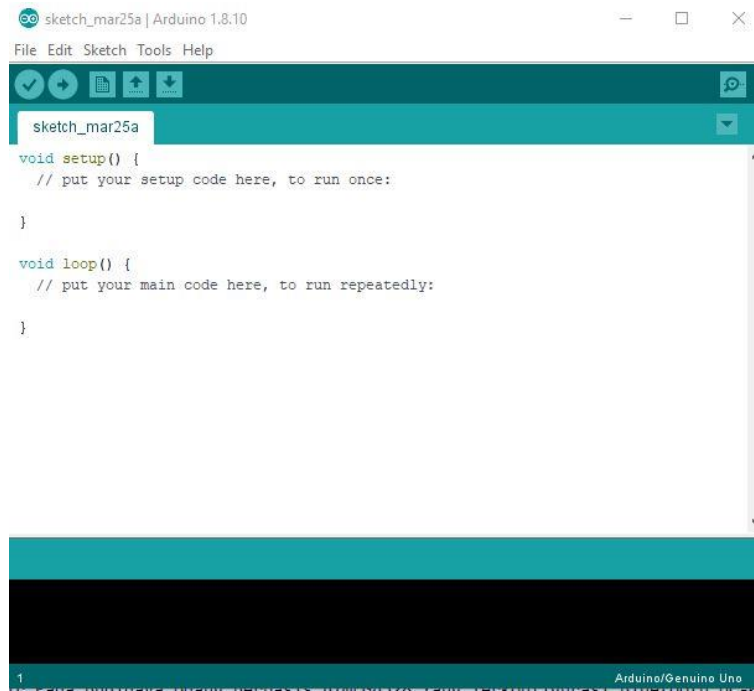 sketch_mar25a | Arduino 1.8.10
File Edit Sketch Tools Help
sketch_mar25a
void setup() {
// put your setup code here, to run once:
}
void loop() {
// put your main code here, to run repeatedly:
}
1 Arduino/Genuino Uno